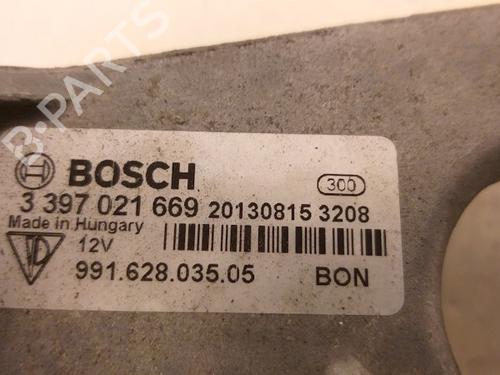 B-PARTS
BOSCH
300
3 397 021 669 20130815 3208
Made in Hungary
12V
991.628.035.05 BON